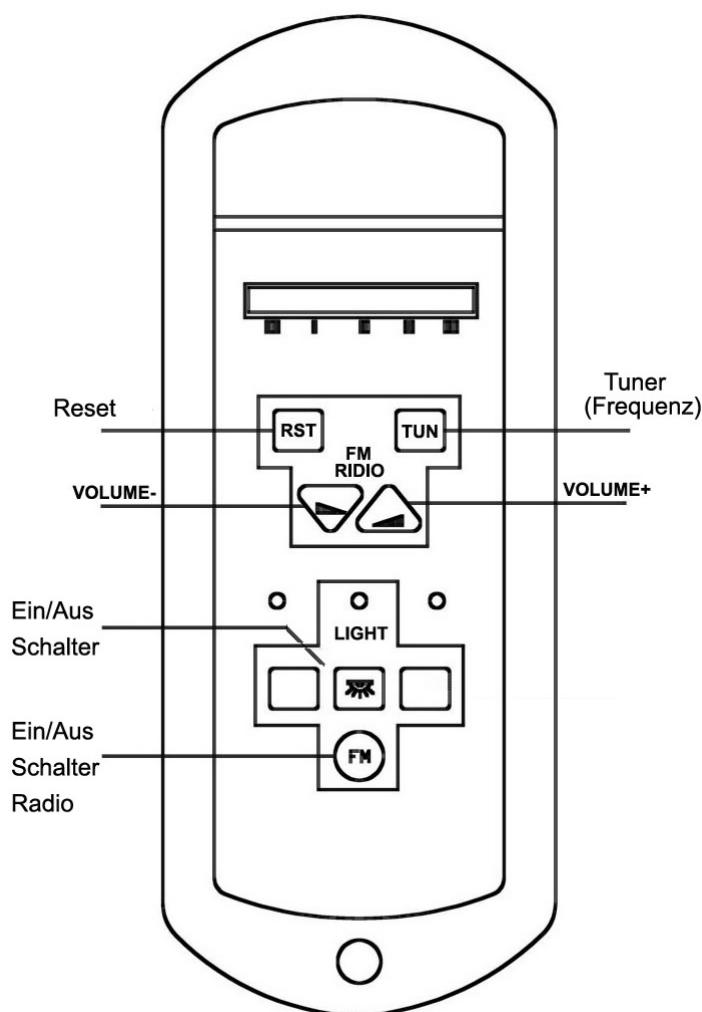 Tuner
(Frequenz)
Reset
RST
TUN
FM
RIDIO
VOLUME-
VOLUME+
Ein/Aus
Schalter
LIGHT
Ein/Aus
Schalter
Radio
FM